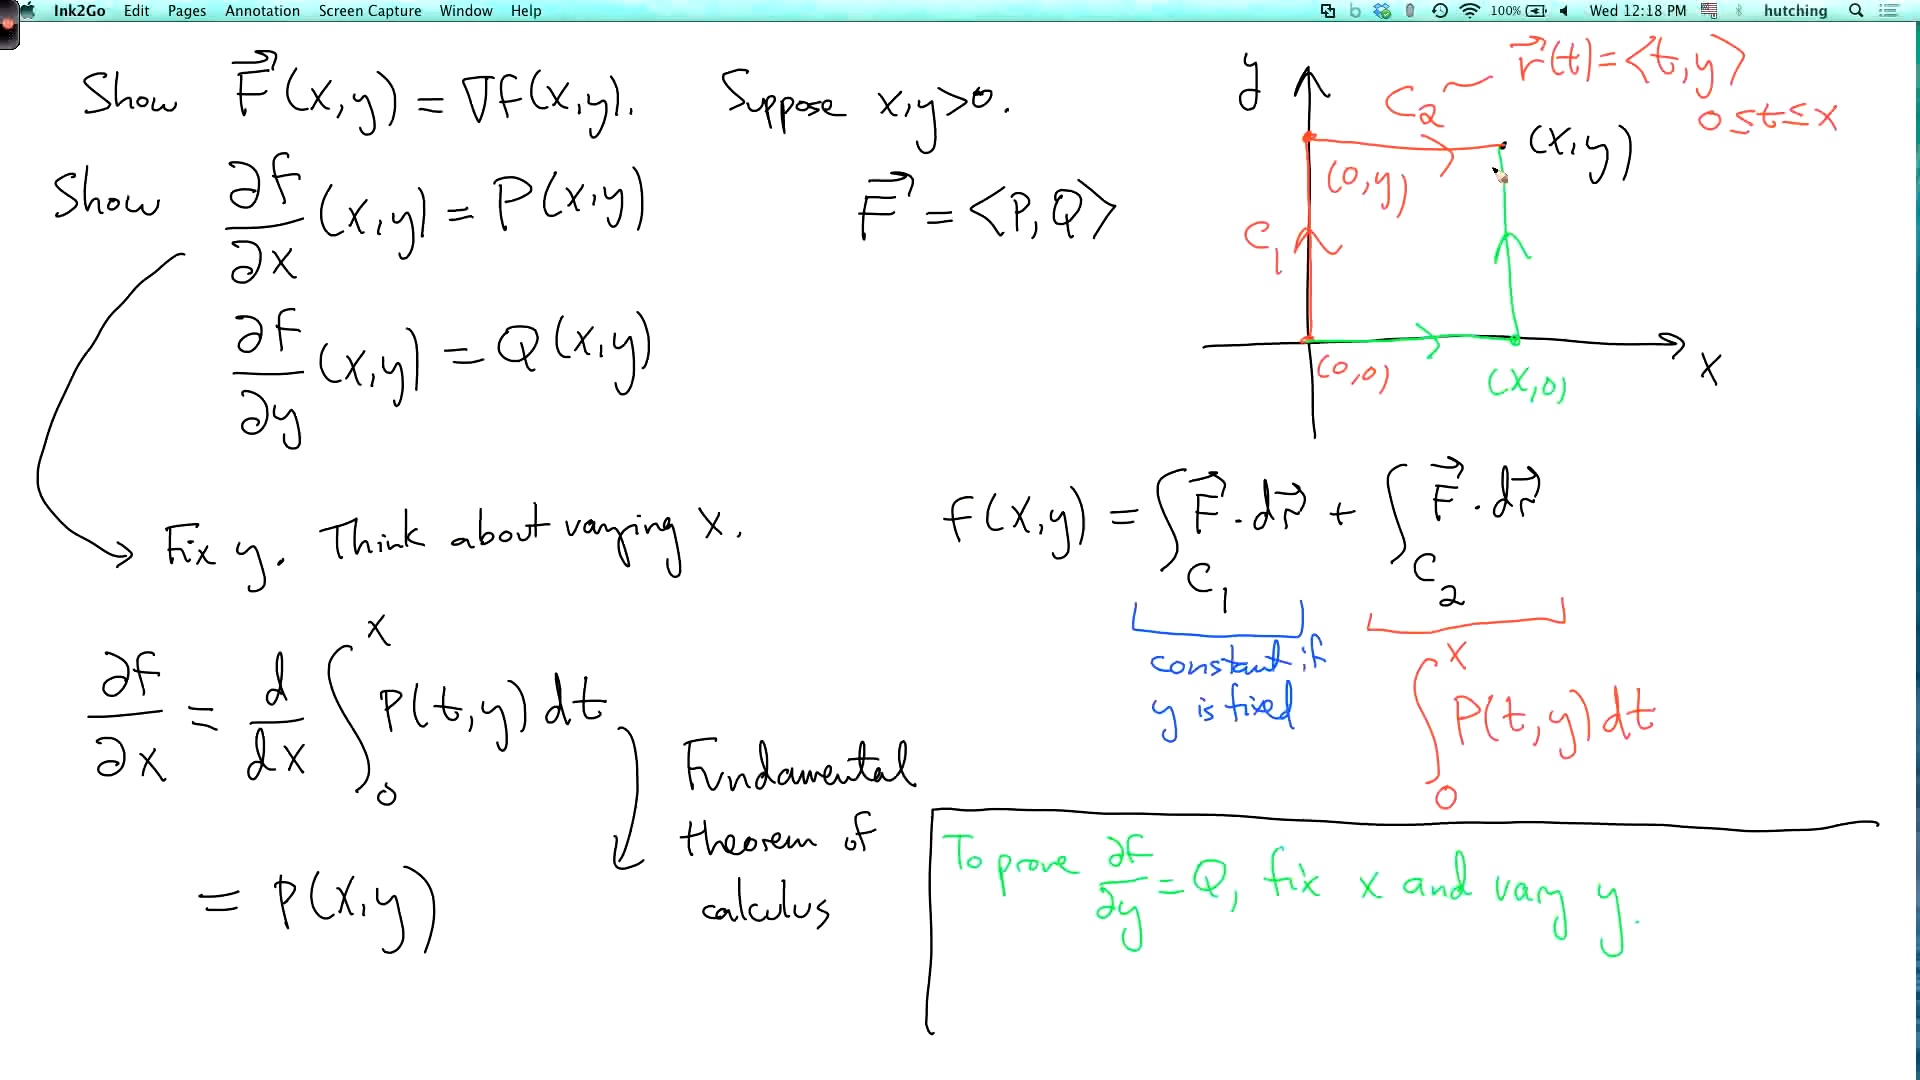 Ink2Go Edit Pages Annotation Screen Capture Window Help 100% Wed 12:18 PM hutching
Show F⃗(x,y) = ∇f(x,y). Suppose x,y>0.
Show ∂f/∂x (x,y) = P(x,y)
F⃗ = <P,Q>
∂f/∂y (x,y) = Q(x,y)
Fix y. Think about varying x.
∂f/∂x = d/dx ∫₀ˣ P(t,y) dt
= P(x,y)
Fundamental
theorem of
calculus
y
C₂
r⃗(t)=<t,y>
0≤t≤x
(x,y)
(0,y)
C₁
(0,0)
(x,0)
x
f(x,y) = ∫_C₁ F⃗·dr⃗ + ∫_C₂ F⃗·dr⃗
constant if
y is fixed
∫₀ˣ P(t,y) dt
To prove ∂f/∂y = Q, fix x and vary y.